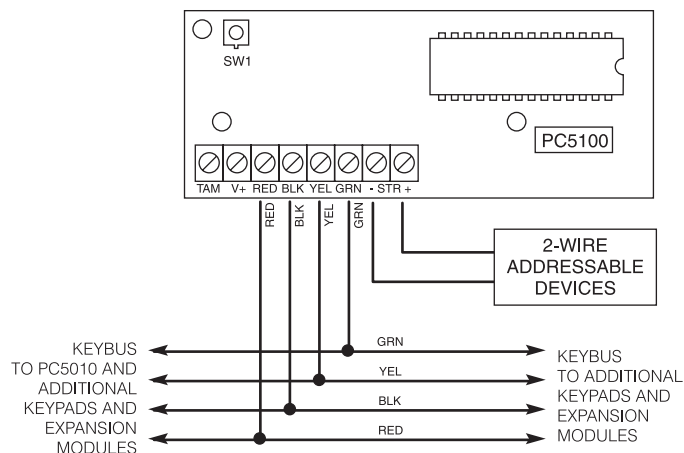 SW1
PC5100
TAM V+ RED BLK YEL GRN - STR +
RED
BLK
YEL
GRN
2-WIRE
ADDRESSABLE
DEVICES
KEYBUS
TO PC5010 AND
ADDITIONAL
KEYPADS AND
EXPANSION
MODULES
GRN
YEL
BLK
RED
KEYBUS
TO ADDITIONAL
KEYPADS AND
EXPANSION
MODULES